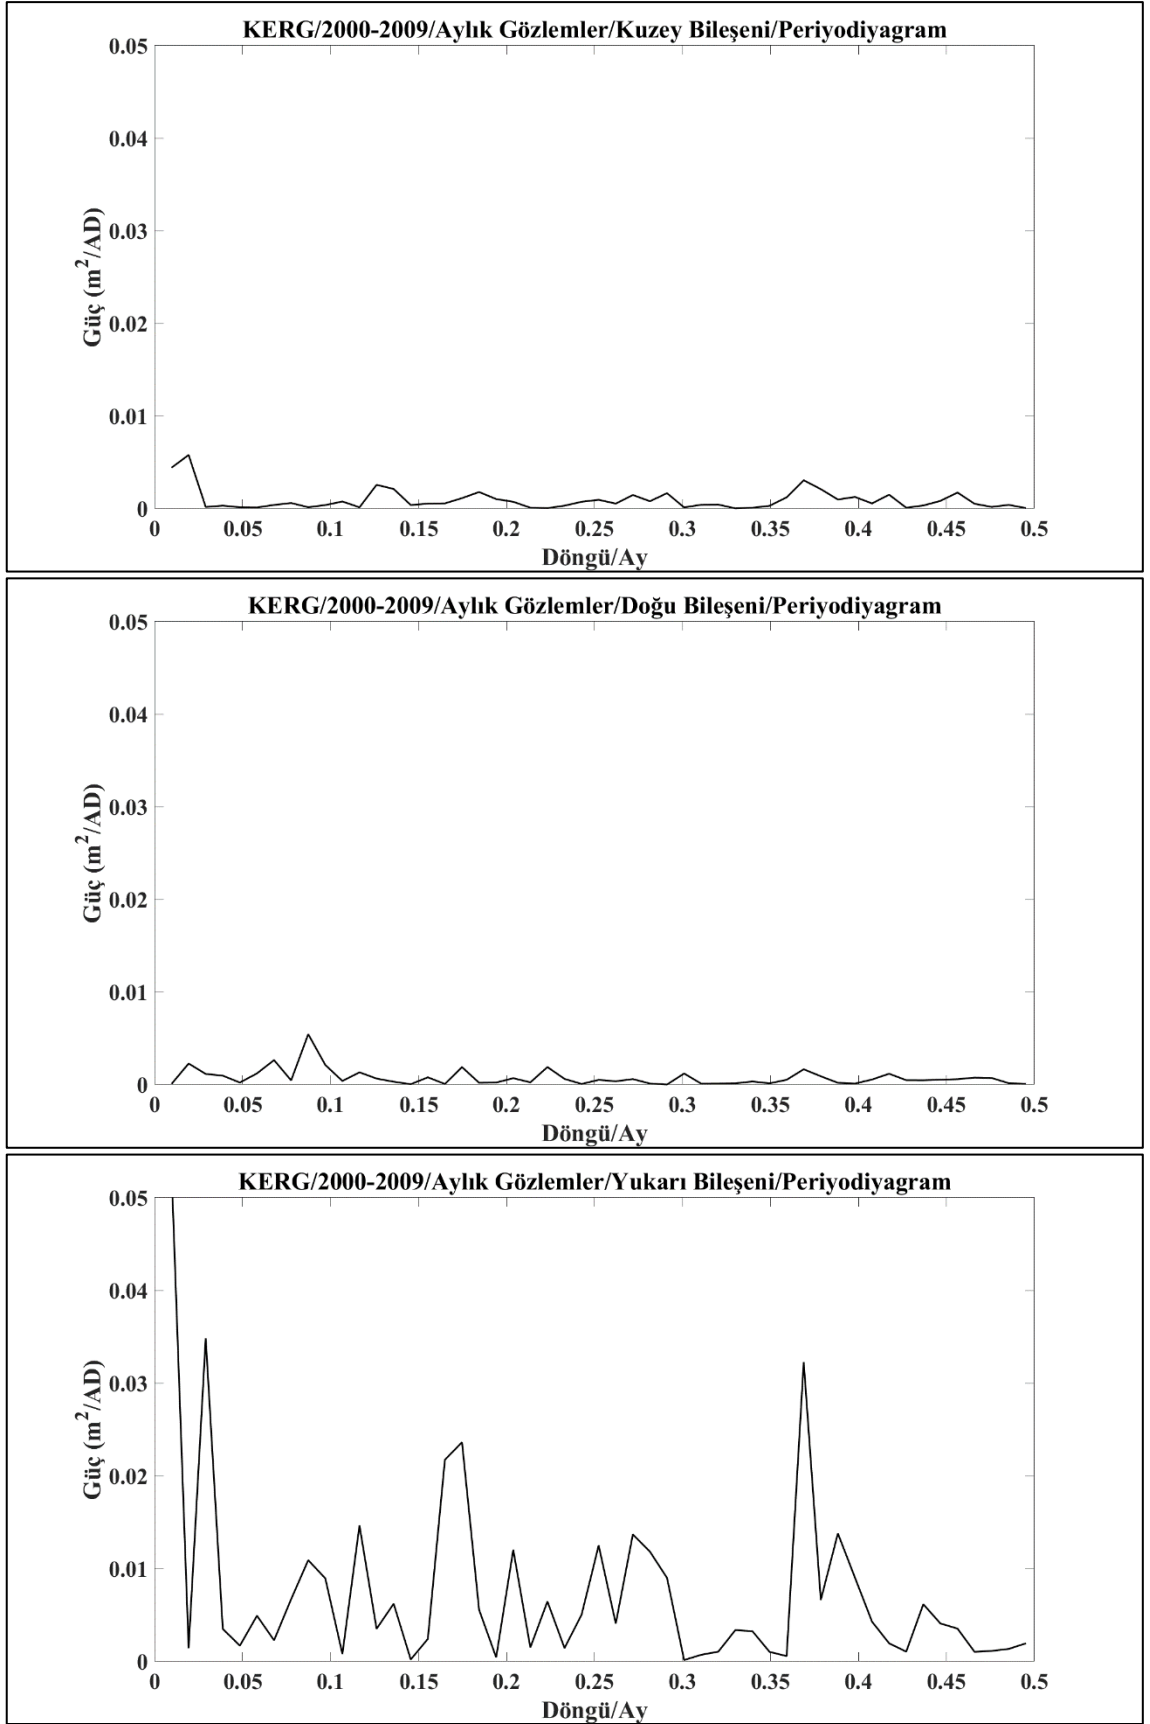 KERG/2000-2009/Aylık Gözlemler/Kuzey Bileşeni/Periyodiyagram
0.05
0.04
0.03
0.02
0.01
0
Güç (m²/AD)
0 0.05 0.1 0.15 0.2 0.25 0.3 0.35 0.4 0.45 0.5
Döngü/Ay
KERG/2000-2009/Aylık Gözlemler/Doğu Bileşeni/Periyodiyagram
0.05
0.04
0.03
0.02
0.01
0
Güç (m²/AD)
0 0.05 0.1 0.15 0.2 0.25 0.3 0.35 0.4 0.45 0.5
Döngü/Ay
KERG/2000-2009/Aylık Gözlemler/Yukarı Bileşeni/Periyodiyagram
0.05
0.04
0.03
0.02
0.01
0
Güç (m²/AD)
0 0.05 0.1 0.15 0.2 0.25 0.3 0.35 0.4 0.45 0.5
Döngü/Ay